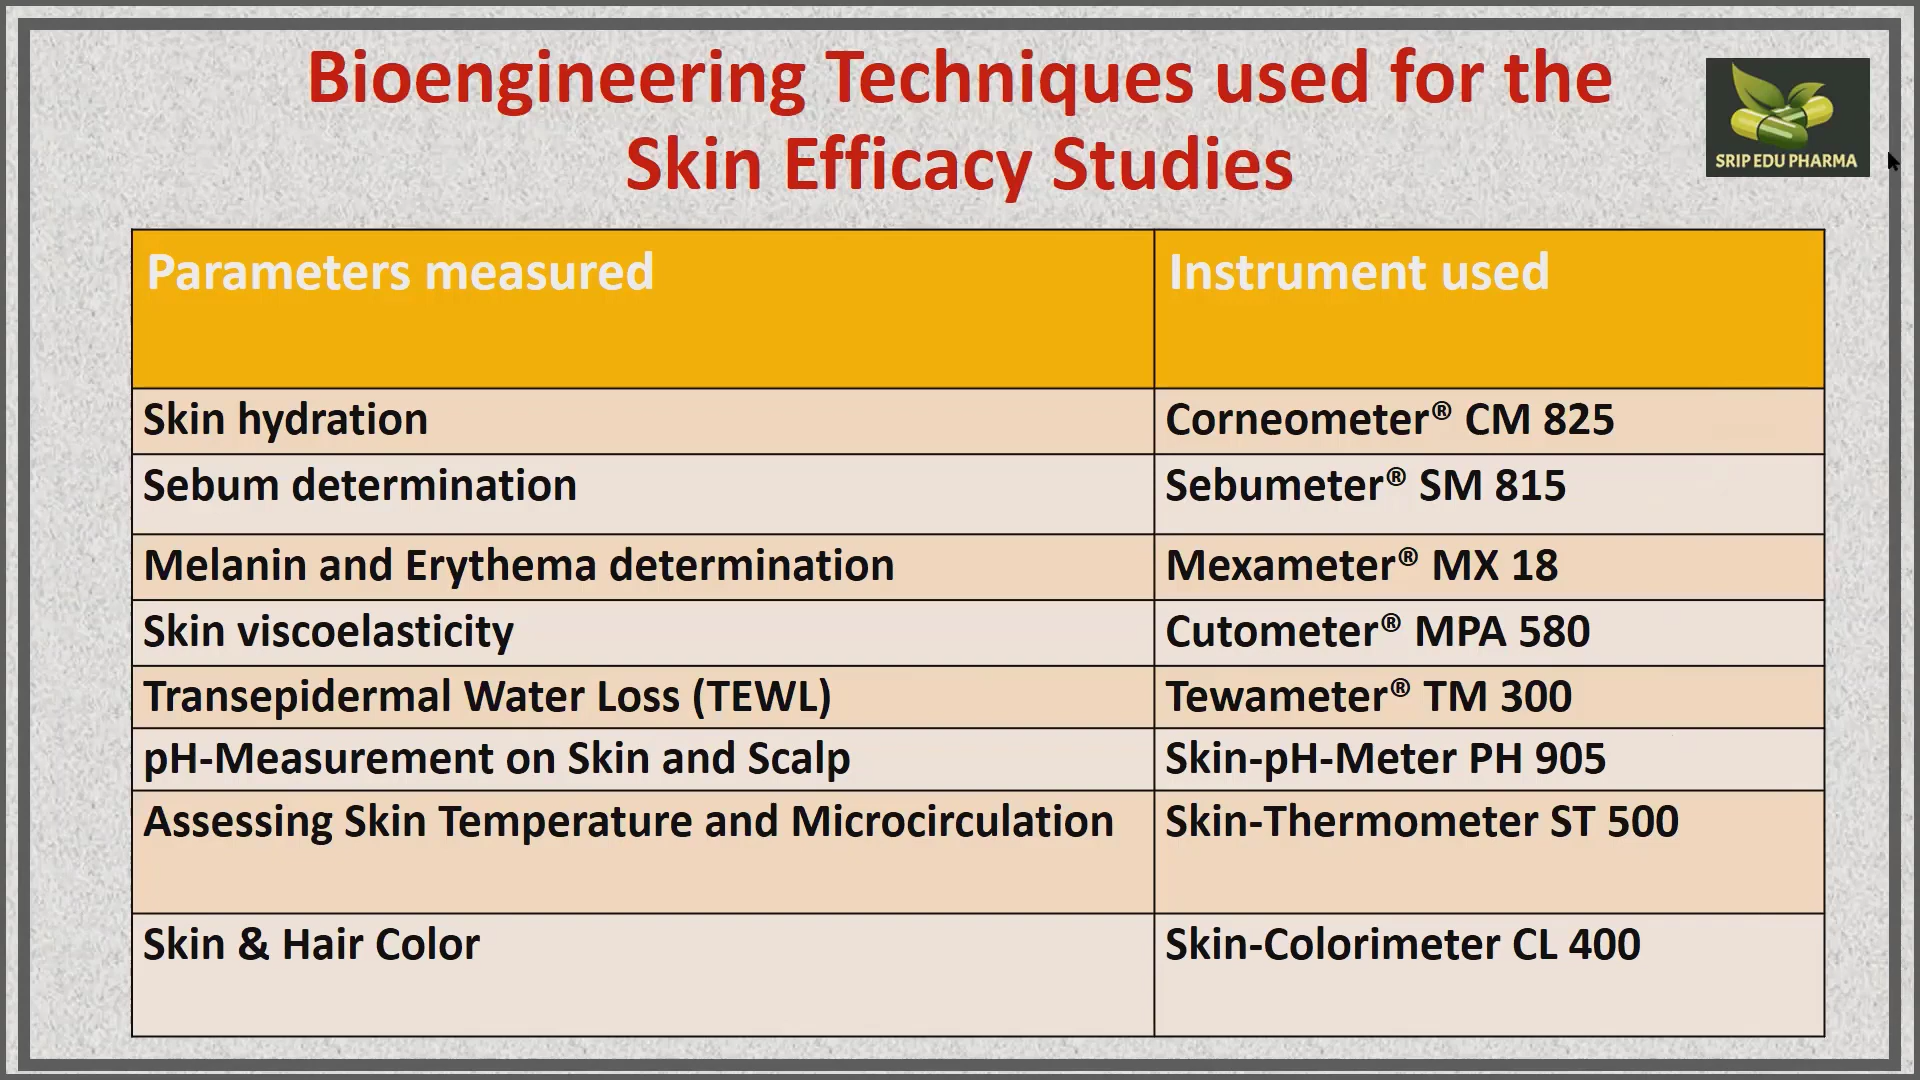 Bioengineering Techniques used for the
Skin Efficacy Studies
SRIP EDU PHARMA
Parameters measured
Instrument used
Skin hydration
Corneometer® CM 825
Sebum determination
Sebumeter® SM 815
Melanin and Erythema determination
Mexameter® MX 18
Skin viscoelasticity
Cutometer® MPA 580
Transepidermal Water Loss (TEWL)
Tewameter® TM 300
pH-Measurement on Skin and Scalp
Skin-pH-Meter PH 905
Assessing Skin Temperature and Microcirculation
Skin-Thermometer ST 500
Skin & Hair Color
Skin-Colorimeter CL 400